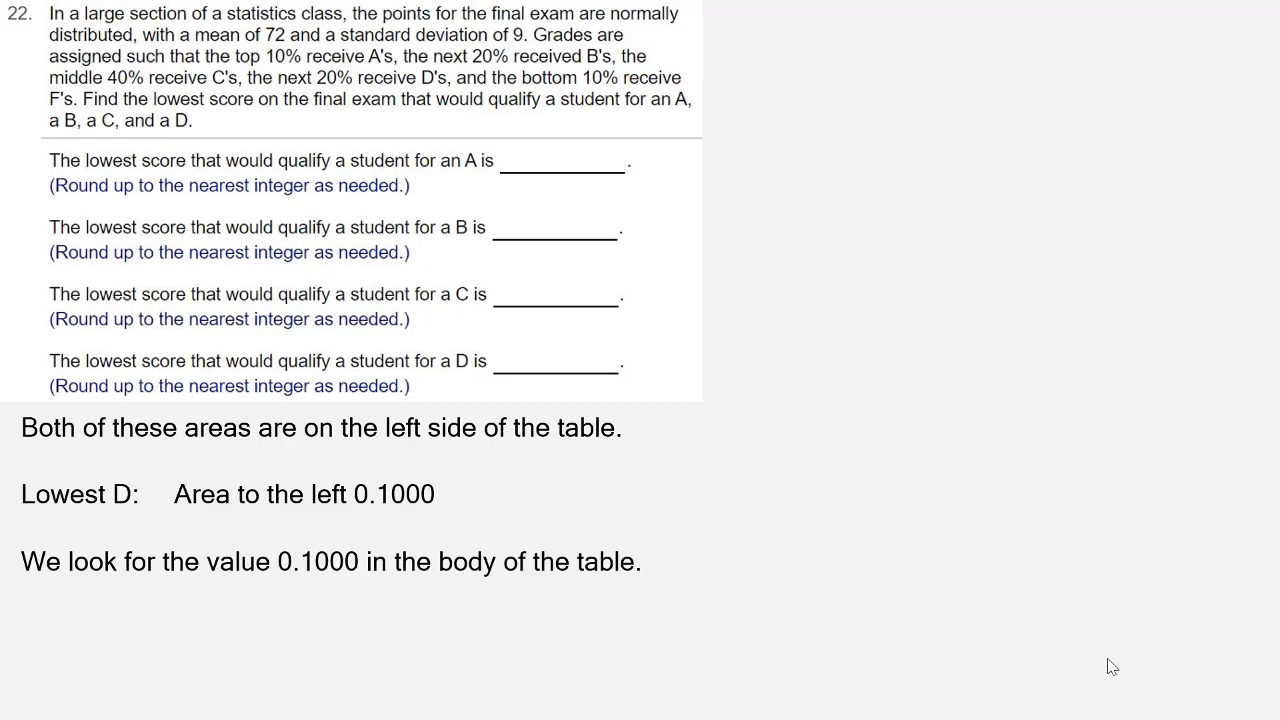 22. In a large section of a statistics class, the points for the final exam are normally
distributed, with a mean of 72 and a standard deviation of 9. Grades are
assigned such that the top 10% receive A's, the next 20% received B's, the
middle 40% receive C's, the next 20% receive D's, and the bottom 10% receive
F's. Find the lowest score on the final exam that would qualify a student for an A,
a B, a C, and a D.
The lowest score that would qualify a student for an A is ________.
(Round up to the nearest integer as needed.)
The lowest score that would qualify a student for a B is ________.
(Round up to the nearest integer as needed.)
The lowest score that would qualify a student for a C is ________.
(Round up to the nearest integer as needed.)
The lowest score that would qualify a student for a D is ________.
(Round up to the nearest integer as needed.)
Both of these areas are on the left side of the table.
Lowest D: Area to the left 0.1000
We look for the value 0.1000 in the body of the table.